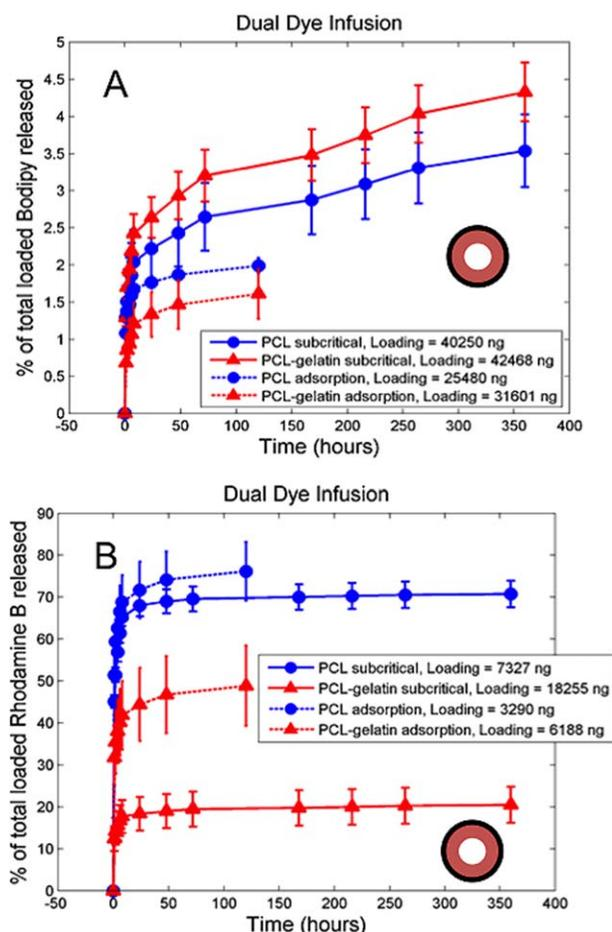 Dual Dye Infusion
A
% of total loaded Bodipy released
5
4.5
4
3.5
3
2.5
2
1.5
1
0.5
0
PCL subcritical, Loading = 40250 ng
PCL-gelatin subcritical, Loading = 42468 ng
PCL adsorption, Loading = 25480 ng
PCL-gelatin adsorption, Loading = 31601 ng
-50 0 50 100 150 200 250 300 350 400
Time (hours)
Dual Dye Infusion
B
% of total loaded Rhodamine B released
90
80
70
60
50
40
30
20
10
0
PCL subcritical, Loading = 7327 ng
PCL-gelatin subcritical, Loading = 18255 ng
PCL adsorption, Loading = 3290 ng
PCL-gelatin adsorption, Loading = 6188 ng
-50 0 50 100 150 200 250 300 350 400
Time (hours)